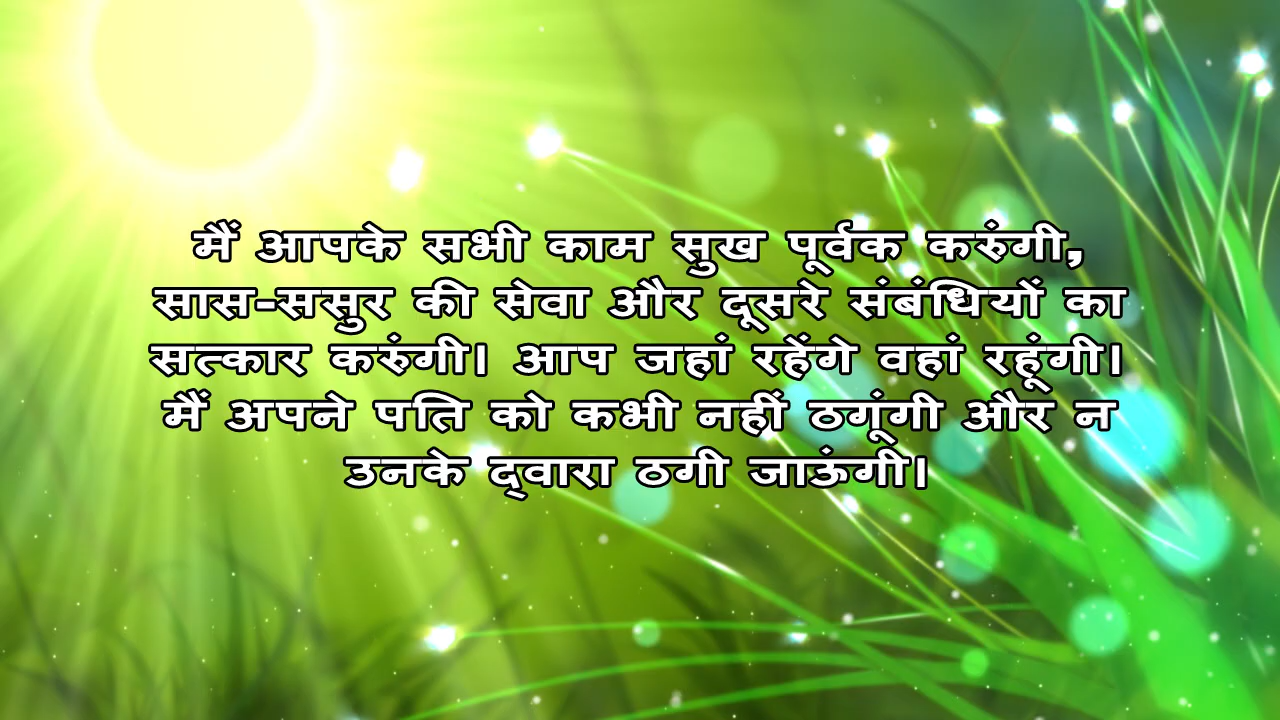 मैं आपके सभी काम सुख पूर्वक करुंगी,
सास-ससुर की सेवा और दूसरे संबंधियों का
सत्कार करुंगी। आप जहां रहेंगे वहां रहूंगी।
मैं अपने पति को कभी नहीं ठगूंगी और न
उनके द्‌वारा ठगी जाऊंगी।